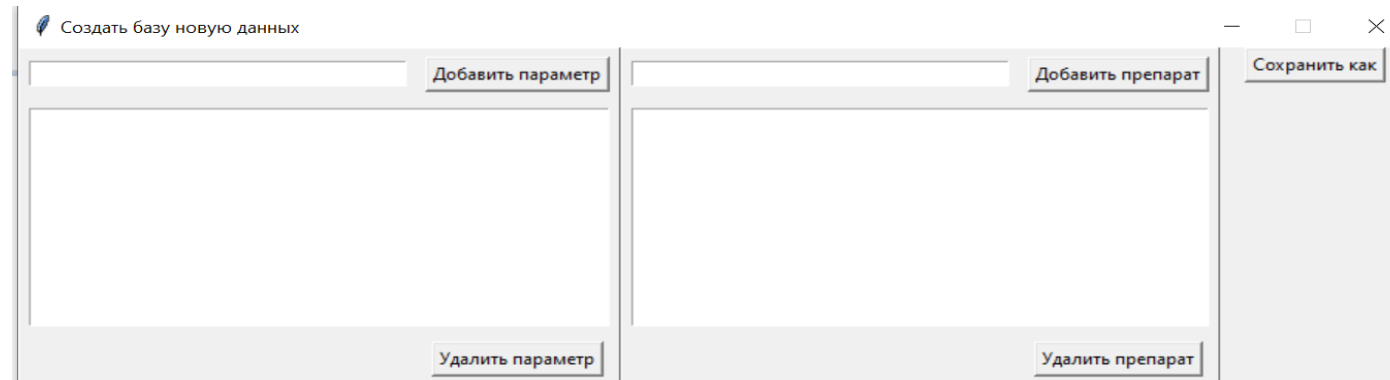 Создать базу новую данных
Добавить параметр
Добавить препарат
Сохранить как
Удалить параметр
Удалить препарат